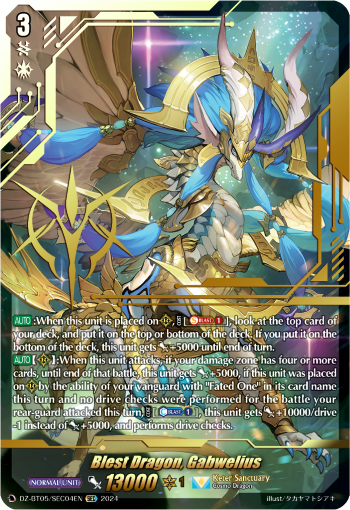 3
AUTO :When this unit is placed on R, COST [SOUL BLAST 1], look at the top card of
your deck, and put it on the top or bottom of the deck. If you put it on the
bottom of the deck, this unit gets +5000 until end of turn.
AUTO【R】:When this unit attacks, if your damage zone has four or more
cards, until end of that battle, this unit gets +5000, if this unit was placed
on R by the ability of your vanguard with "Fated One" in its card name
this turn and no drive checks were performed for the battle your
rear-guard attacked this turn, COST [COUNTER BLAST 1], this unit gets +10000/drive
-1 instead of +5000, and performs drive checks.
Blest Dragon, Gabwelius
〈NORMAL UNIT〉 13000 1 Keter Sanctuary
Cosmo Dragon
D DZ-BT05/SEC04EN SEC 2024 illust/タカヤマトシアキ